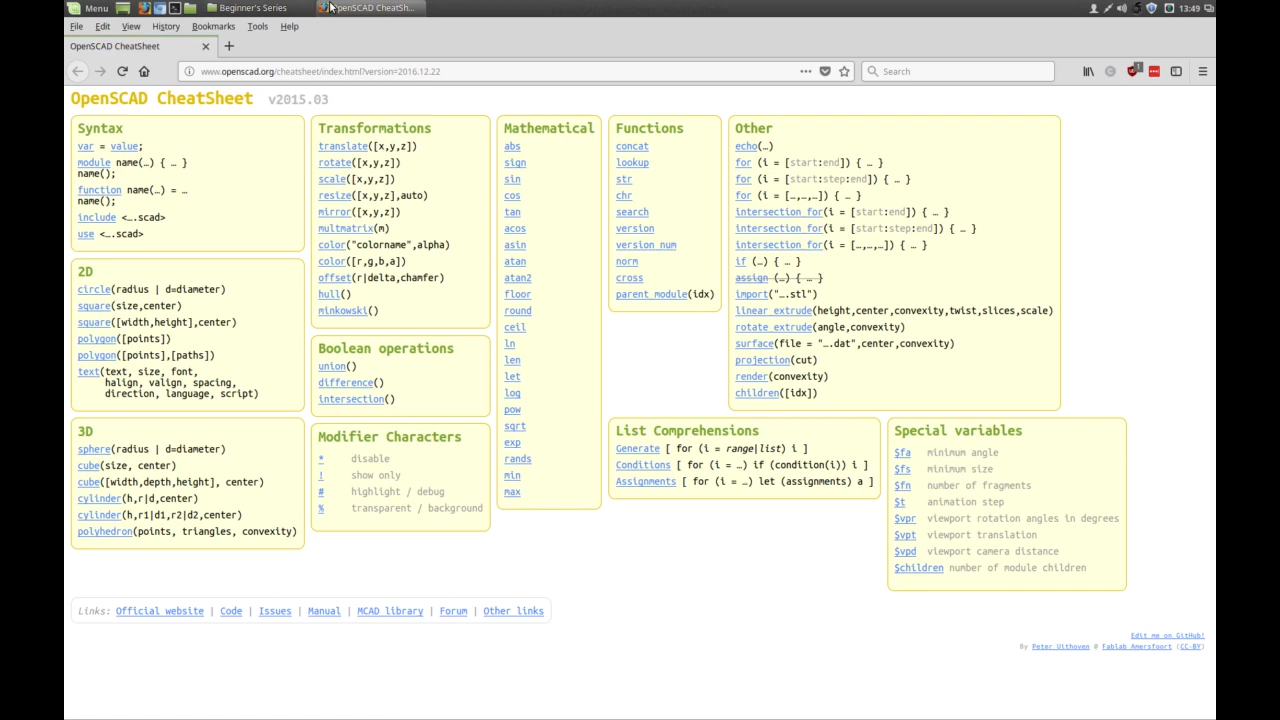 Menu
Beginner's Series
OpenSCAD CheatSh...
13:49
File Edit View History Bookmarks Tools Help
OpenSCAD CheatSheet
www.openscad.org/cheatsheet/index.html?version=2016.12.22
Search
1
OpenSCAD CheatSheet v2015.03
Syntax
var = value;
module name(…) { … }
name();
function name(…) = …
name();
include <….scad>
use <….scad>
2D
circle(radius | d=diameter)
square(size,center)
square([width,height],center)
polygon([points])
polygon([points],[paths])
text(text, size, font,
halign, valign, spacing,
direction, language, script)
3D
sphere(radius | d=diameter)
cube(size, center)
cube([width,depth,height], center)
cylinder(h,r|d,center)
cylinder(h,r1|d1,r2|d2,center)
polyhedron(points, triangles, convexity)
Transformations
translate([x,y,z])
rotate([x,y,z])
scale([x,y,z])
resize([x,y,z],auto)
mirror([x,y,z])
multmatrix(m)
color("colorname",alpha)
color([r,g,b,a])
offset(r|delta,chamfer)
hull()
minkowski()
Boolean operations
union()
difference()
intersection()
Modifier Characters
* disable
! show only
# highlight / debug
% transparent / background
Mathematical
abs
sign
sin
cos
tan
acos
asin
atan
atan2
floor
round
ceil
ln
len
let
log
pow
sqrt
exp
rands
min
max
Functions
concat
lookup
str
chr
search
version
version_num
norm
cross
parent_module(idx)
Other
echo(…)
for (i = [start:end]) { … }
for (i = [start:step:end]) { … }
for (i = […,…,…]) { … }
intersection_for(i = [start:end]) { … }
intersection_for(i = [start:step:end]) { … }
intersection_for(i = […,…,…]) { … }
if (…) { … }
assign (…) { … }
import("….stl")
linear_extrude(height,center,convexity,twist,slices,scale)
rotate_extrude(angle,convexity)
surface(file = "….dat",center,convexity)
projection(cut)
render(convexity)
children([idx])
List Comprehensions
Generate [ for (i = range|list) i ]
Conditions [ for (i = …) if (condition(i)) i ]
Assignments [ for (i = …) let (assignments) a ]
Special variables
$fa minimum angle
$fs minimum size
$fn number of fragments
$t animation step
$vpr viewport rotation angles in degrees
$vpt viewport translation
$vpd viewport camera distance
$children number of module children
Links: Official website | Code | Issues | Manual | MCAD library | Forum | Other links
Edit me on GitHub!
By Peter Uithoven @ Fablab Amersfoort (CC-BY)